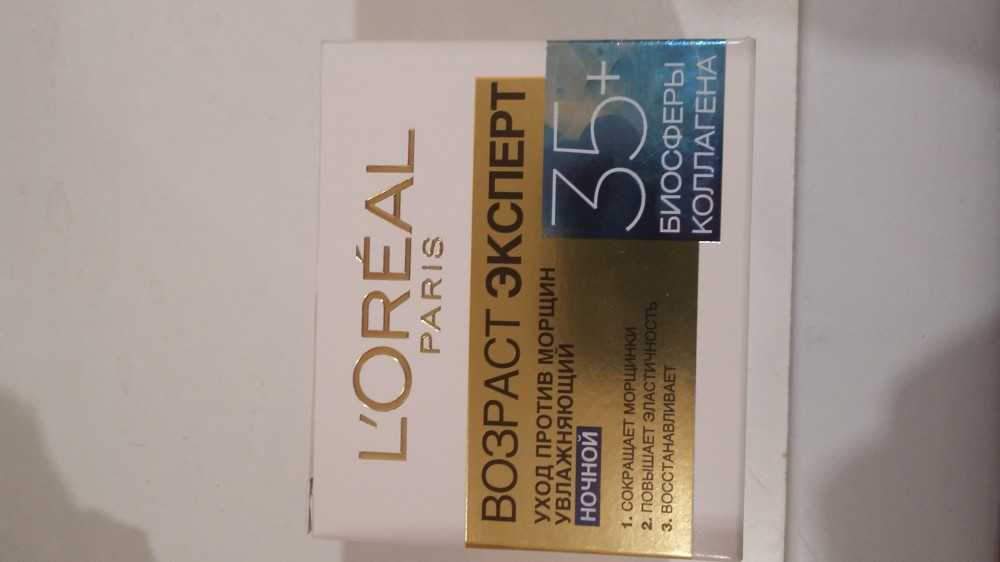 L'ORÉAL
PARIS
ВОЗРАСТ ЭКСПЕРТ
35+
БИОСФЕРЫ
КОЛЛАГЕНА
УХОД ПРОТИВ МОРЩИН
УВЛАЖНЯЮЩИЙ
НОЧНОЙ
1. СОКРАЩАЕТ МОРЩИНКИ
2. ПОВЫШАЕТ ЭЛАСТИЧНОСТЬ
3. ВОССТАНАВЛИВАЕТ